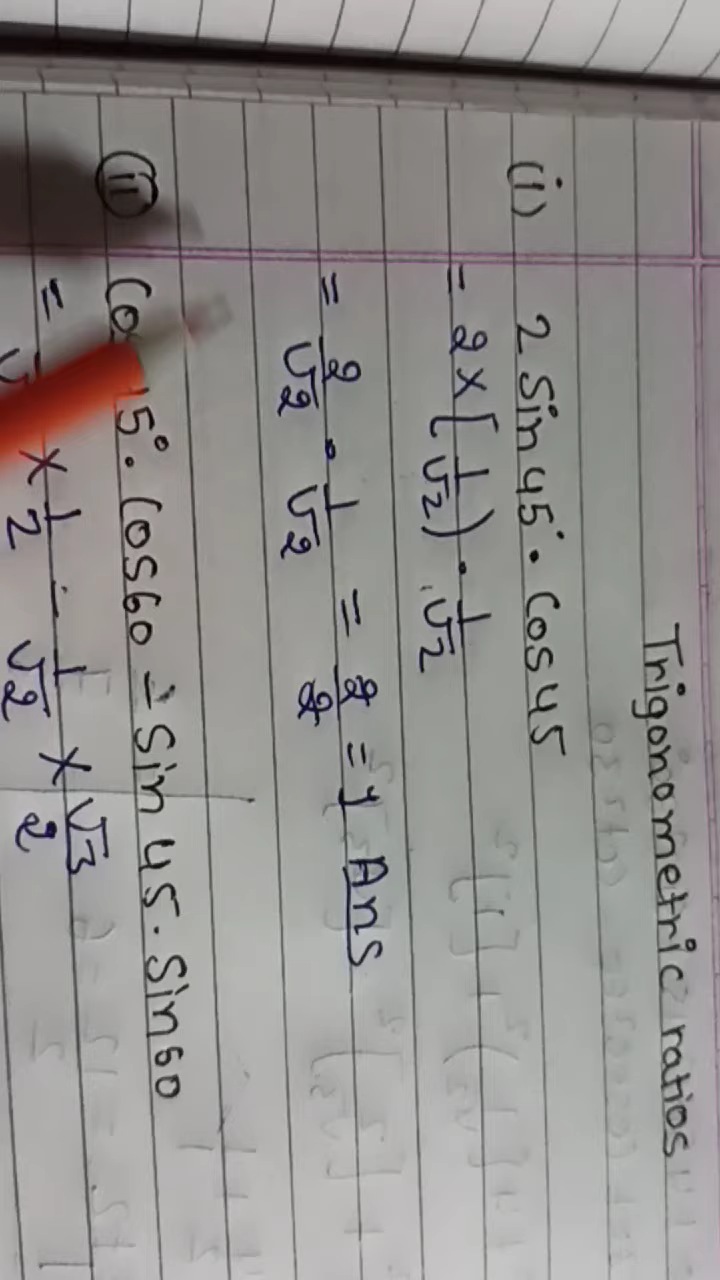 Trigonometric ratios
(i) 2 Sin 45° · Cos 45
= 2 × (1/√2) · 1/√2
= 2/√2 · 1/√2 = 2/2 = 1 Ans
(ii) Co 5° · Cos 60 - Sin 45 · Sin 60
= × 1/2 - 1/√2 × √3/2